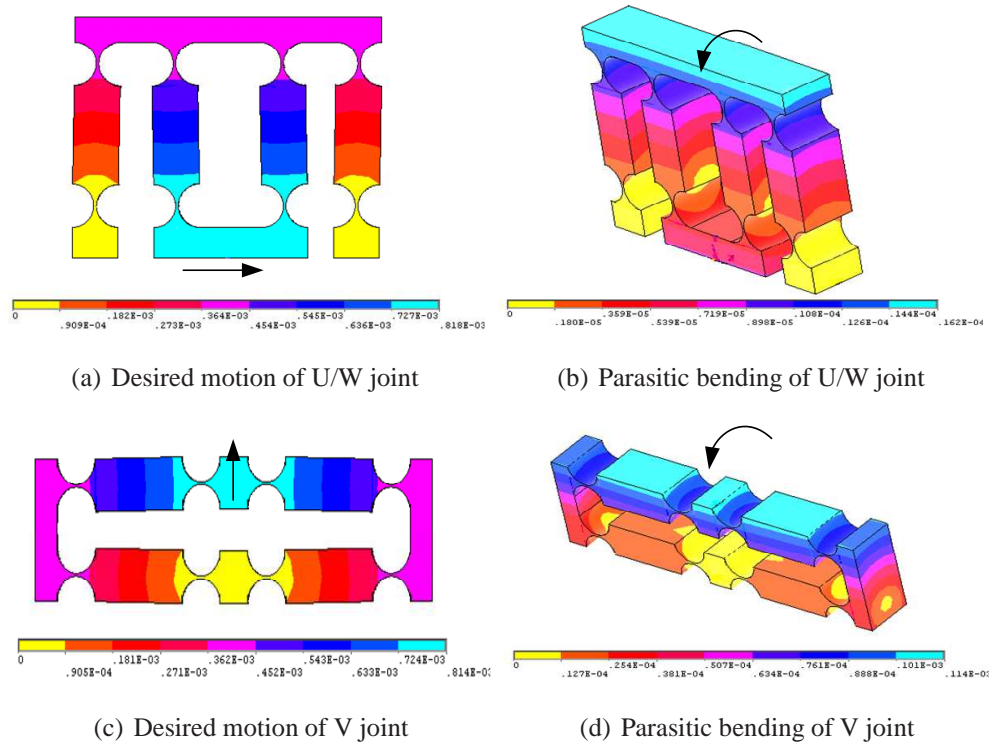 0 .182E-03 .364E-03 .545E-03 .727E-03
.909E-04 .273E-03 .454E-03 .636E-03 .818E-03
0 .359E-05 .719E-05 .108E-04 .144E-04
.180E-05 .539E-05 .898E-05 .126E-04 .162E-04
(a) Desired motion of U/W joint
(b) Parasitic bending of U/W joint
0 .181E-03 .362E-03 .543E-03 .724E-03
.905E-04 .271E-03 .452E-03 .633E-03 .814E-03
0 .254E-04 .507E-04 .761E-04 .101E-03
.127E-04 .381E-04 .634E-04 .888E-04 .114E-03
(c) Desired motion of V joint
(d) Parasitic bending of V joint